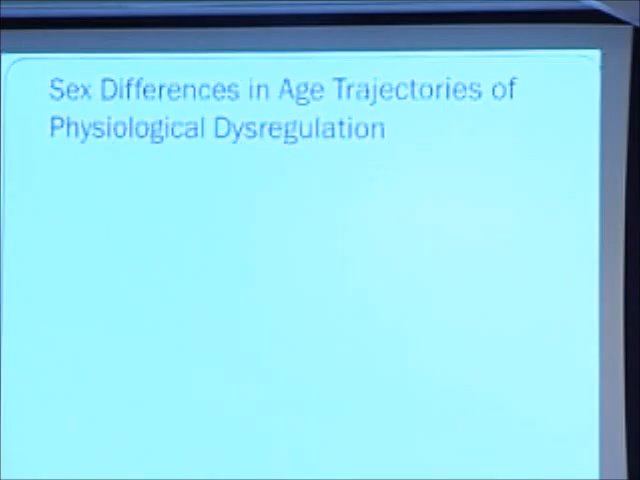 Sex Differences in Age Trajectories of
Physiological Dysregulation